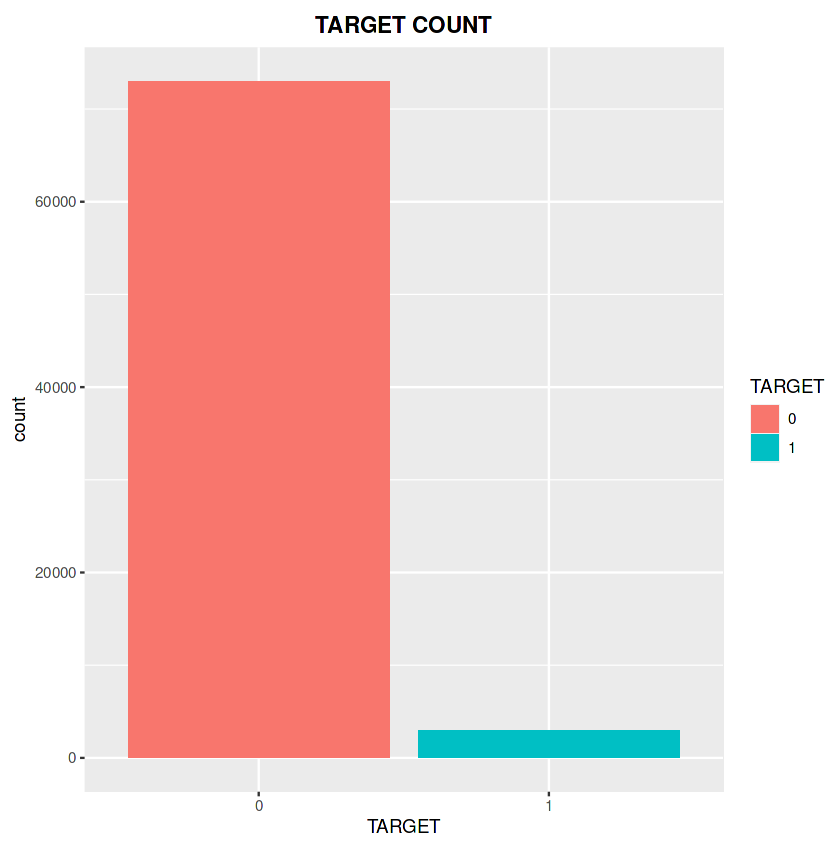 TARGET COUNT
count
60000
40000
20000
0
0 1
TARGET
TARGET
0
1